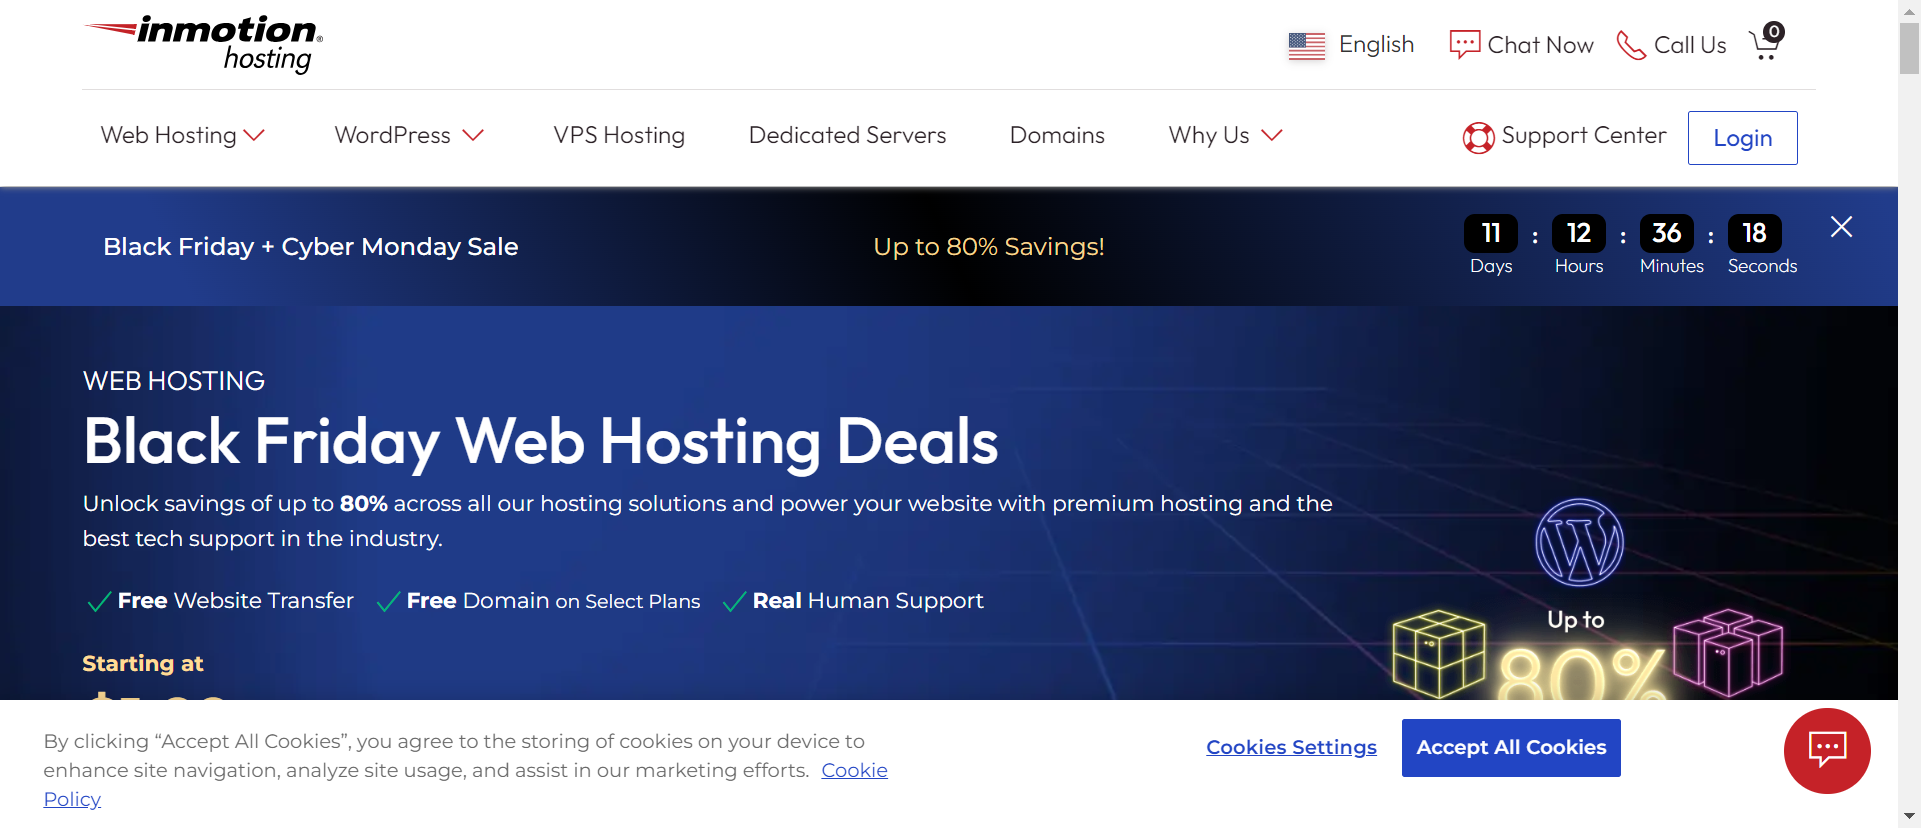 inmotion
hosting
English
Chat Now
Call Us
0
Web Hosting
WordPress
VPS Hosting
Dedicated Servers
Domains
Why Us
Support Center
Login
Black Friday + Cyber Monday Sale
Up to 80% Savings!
11 : 12 : 36 : 18
Days Hours Minutes Seconds
WEB HOSTING
Black Friday Web Hosting Deals
Unlock savings of up to 80% across all our hosting solutions and power your website with premium hosting and the
best tech support in the industry.
Free Website Transfer
Free Domain on Select Plans
Real Human Support
Starting at
Up to
80%
By clicking “Accept All Cookies”, you agree to the storing of cookies on your device to
enhance site navigation, analyze site usage, and assist in our marketing efforts. Cookie
Policy
Cookies Settings
Accept All Cookies